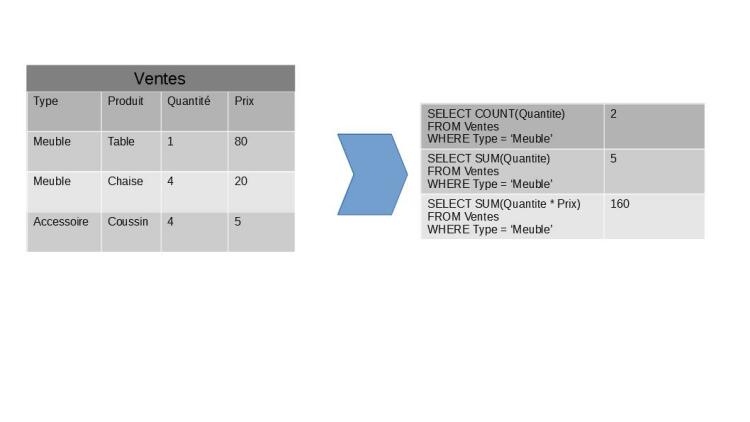 Ventes
Type Produit Quantité Prix
Meuble Table 1 80
Meuble Chaise 4 20
Accessoire Coussin 4 5
SELECT COUNT(Quantite) 2
FROM Ventes
WHERE Type = ‘Meuble’
SELECT SUM(Quantite) 5
FROM Ventes
WHERE Type = ‘Meuble’
SELECT SUM(Quantite * Prix) 160
FROM Ventes
WHERE Type = ‘Meuble’